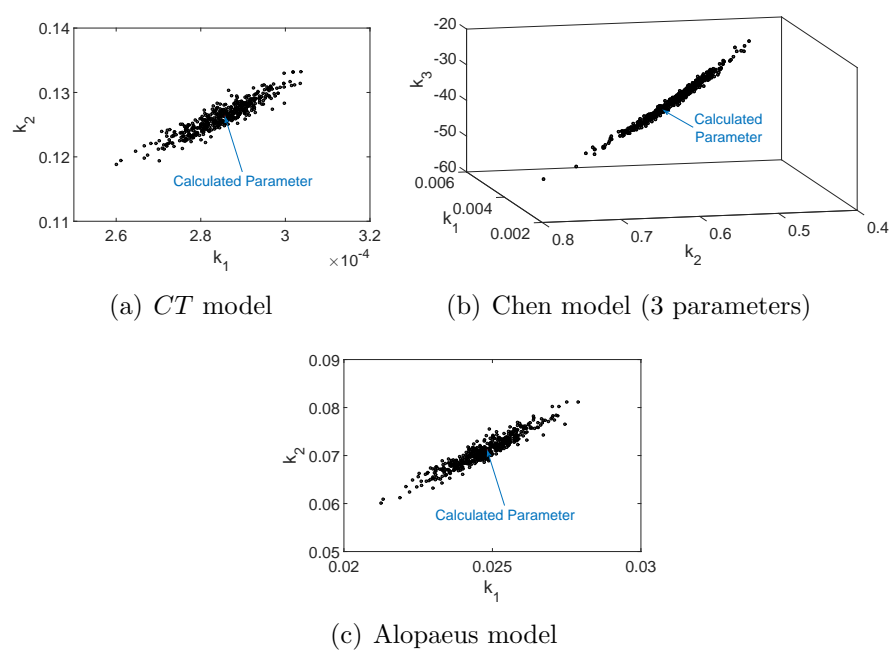 0.14
0.13
0.12
0.11
k2
2.6 2.8 3 3.2
k1
×10-4
Calculated Parameter
(a) CT model
-20
-30
-40
-50
-60
k3
0.006
0.004
0.002
k1
0.8 0.7 0.6 0.5 0.4
k2
Calculated
Parameter
(b) Chen model (3 parameters)
0.09
0.08
0.07
0.06
0.05
k2
0.02 0.025 0.03
k1
Calculated Parameter
(c) Alopaeus model